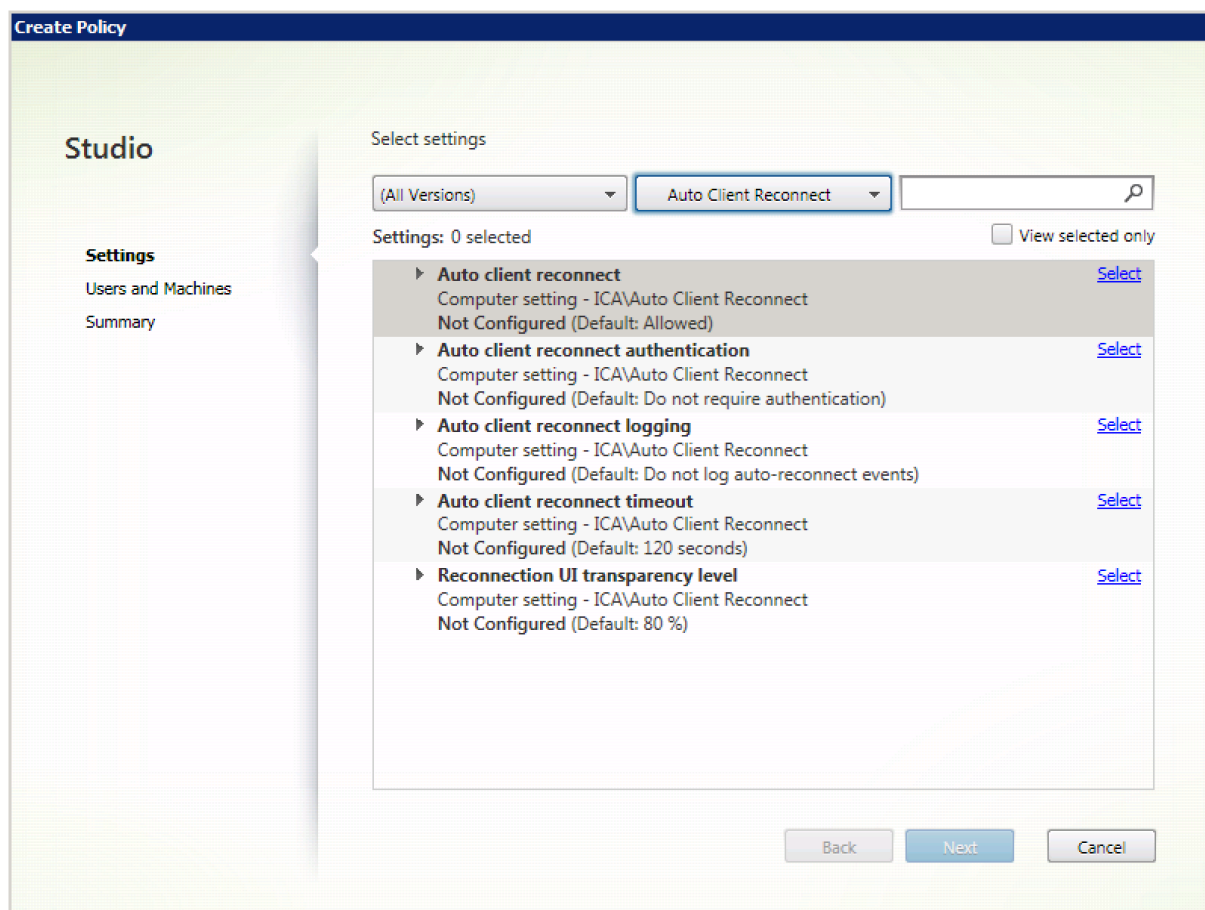 Create Policy
Studio
Settings
Users and Machines
Summary
Select settings
(All Versions)
Auto Client Reconnect
Settings: 0 selected
View selected only
Auto client reconnect
Select
Computer setting - ICA\Auto Client Reconnect
Not Configured (Default: Allowed)
Auto client reconnect authentication
Select
Computer setting - ICA\Auto Client Reconnect
Not Configured (Default: Do not require authentication)
Auto client reconnect logging
Select
Computer setting - ICA\Auto Client Reconnect
Not Configured (Default: Do not log auto-reconnect events)
Auto client reconnect timeout
Select
Computer setting - ICA\Auto Client Reconnect
Not Configured (Default: 120 seconds)
Reconnection UI transparency level
Select
Computer setting - ICA\Auto Client Reconnect
Not Configured (Default: 80 %)
Back
Next
Cancel